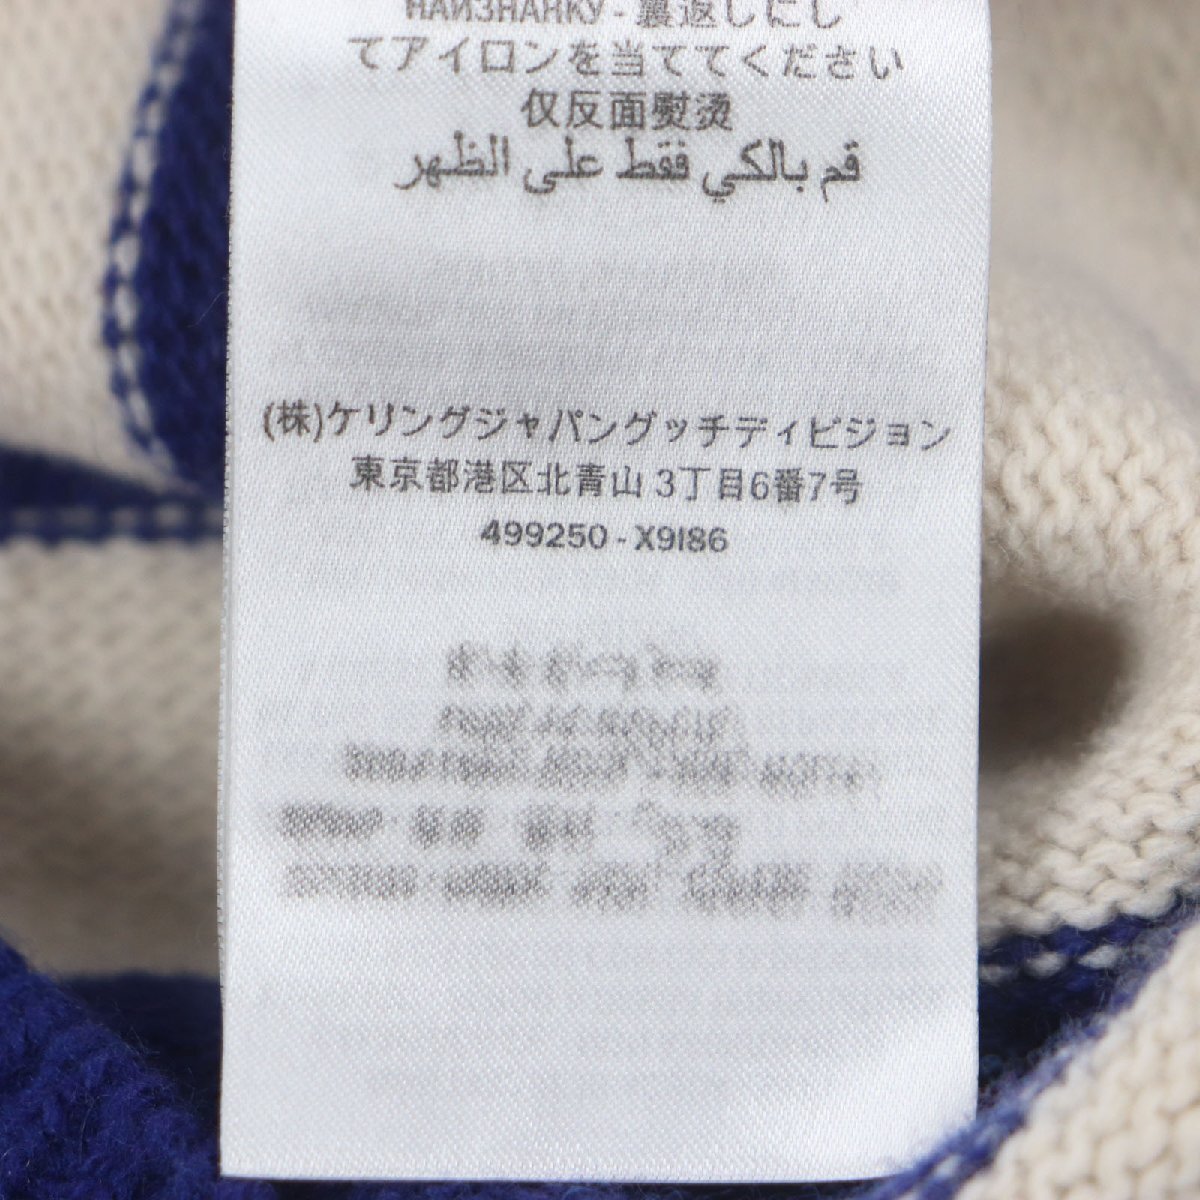 НАИЗНАНКУ - 裏返しにし
てアイロンを当ててください
仅反面熨烫
قم بالكي فقط على الظهر
(株)ケリングジャパングッチディビジョン
東京都港区北青山 3丁目6番7号
499250 - X9I86